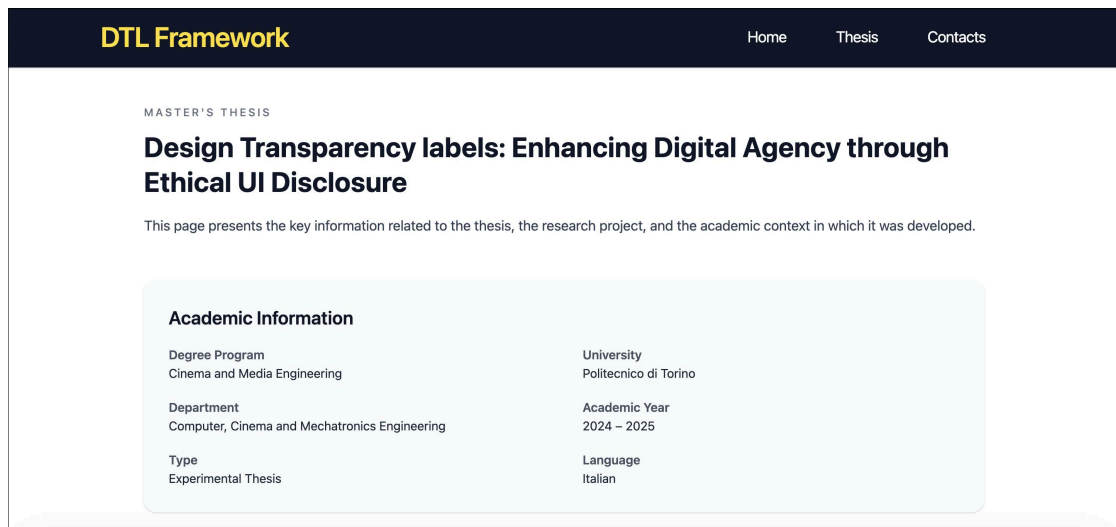 DTL Framework
Home Thesis Contacts
MASTER'S THESIS
Design Transparency labels: Enhancing Digital Agency through
Ethical UI Disclosure
This page presents the key information related to the thesis, the research project, and the academic context in which it was developed.
Academic Information
Degree Program
Cinema and Media Engineering
University
Politecnico di Torino
Department
Computer, Cinema and Mechatronics Engineering
Academic Year
2024 – 2025
Type
Experimental Thesis
Language
Italian